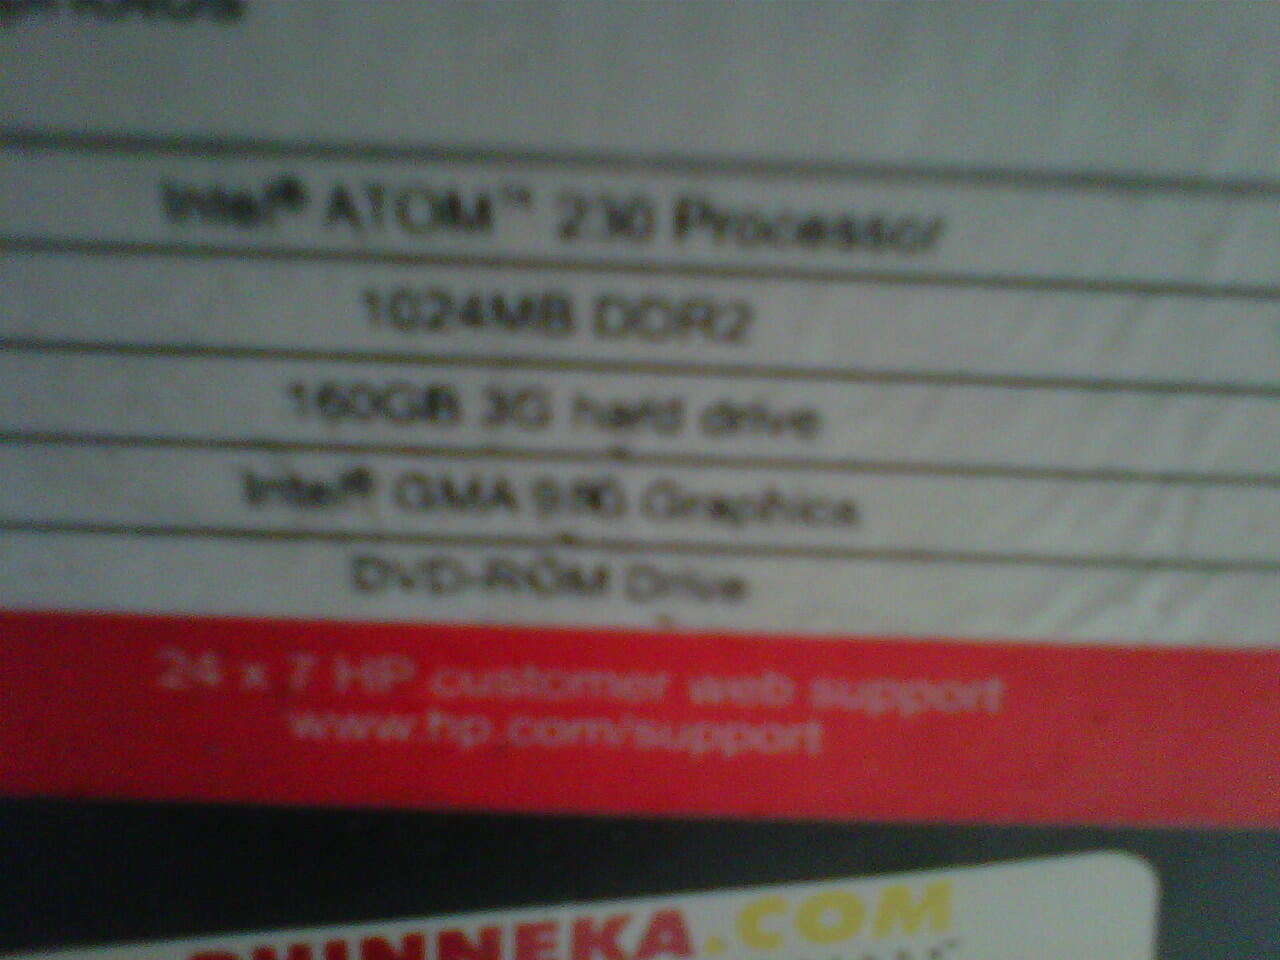 Intel® ATOM™ 230 Processor
1024MB DDR2
160GB 3G hard drive
Intel® GMA Graphics
DVD-ROM Drive
24 x 7 HP customer web support
www.hp.com/support
.COM